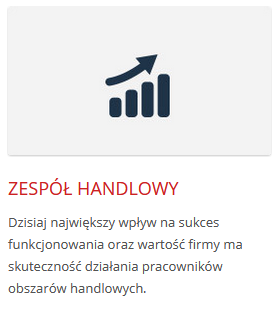 ZESPÓŁ HANDLOWY
Dzisiaj największy wpływ na sukces
funkcjonowania oraz wartość firmy ma
skuteczność działania pracowników
obszarów handlowych.